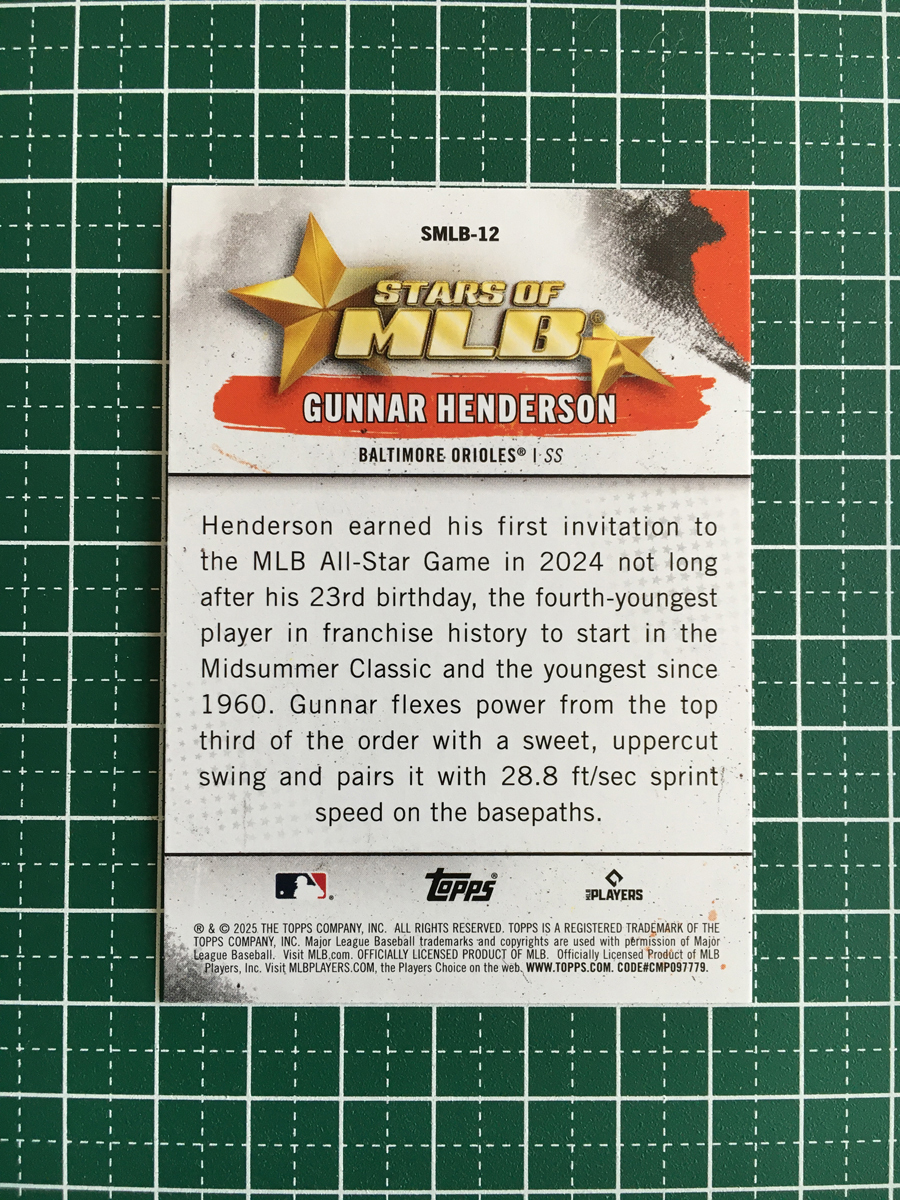 SMLB-12
STARS OF
MLB®
GUNNAR HENDERSON
BALTIMORE ORIOLES® | SS
Henderson earned his first invitation to
the MLB All-Star Game in 2024 not long
after his 23rd birthday, the fourth-youngest
player in franchise history to start in the
Midsummer Classic and the youngest since
1960. Gunnar flexes power from the top
third of the order with a sweet, uppercut
swing and pairs it with 28.8 ft/sec sprint
speed on the basepaths.
Topps® MLB PLAYERS
® & © 2025 THE TOPPS COMPANY, INC. ALL RIGHTS RESERVED. TOPPS IS A REGISTERED TRADEMARK OF THE
TOPPS COMPANY, INC. Major League Baseball trademarks and copyrights are used with permission of Major
League Baseball. Visit MLB.com. OFFICIALLY LICENSED PRODUCT OF MLB. Officially Licensed Product of MLB
Players, Inc. Visit MLBPLAYERS.COM, the Players Choice on the web. WWW.TOPPS.COM. CODE#CMP097779.